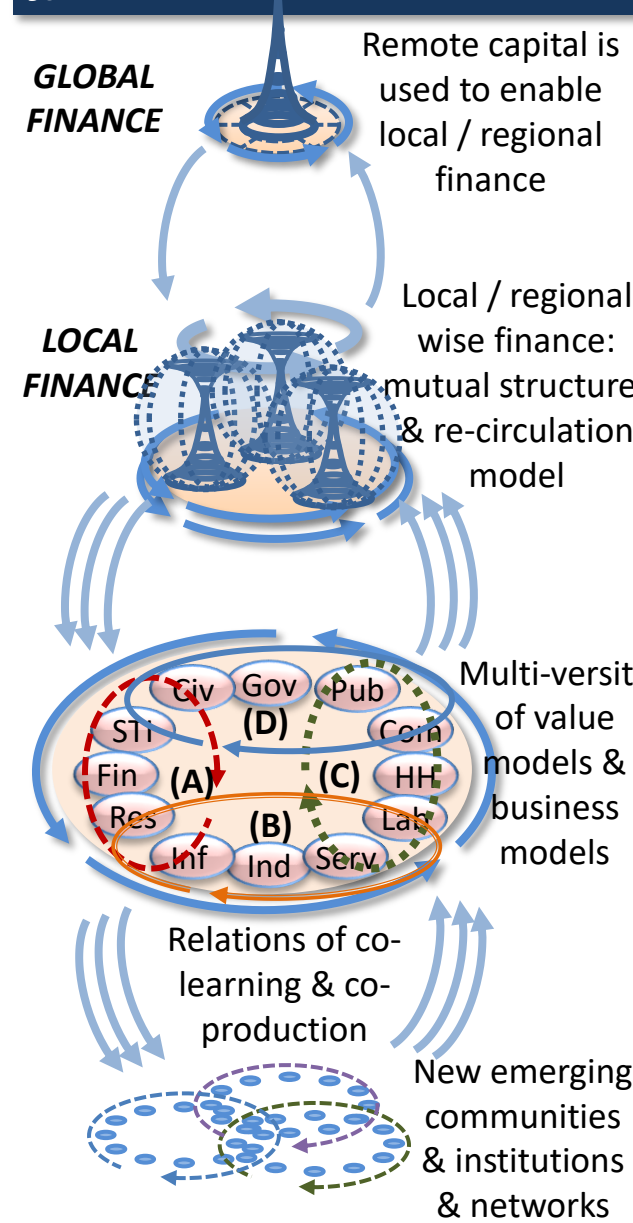 GLOBAL
FINANCE
Remote capital is
used to enable
local / regional
finance
LOCAL
FINANCE
Local / regional
wise finance:
mutual structure
& re-circulation
model
Civ
Gov
Pub
(D)
STi
Com
Fin
(A)
(C)
HH
Res
(B)
Lab
Inf
Ind
Serv
Multi-versit
of value
models &
business
models
Relations of co-
learning & co-
production
New emerging
communities
& institutions
& networks